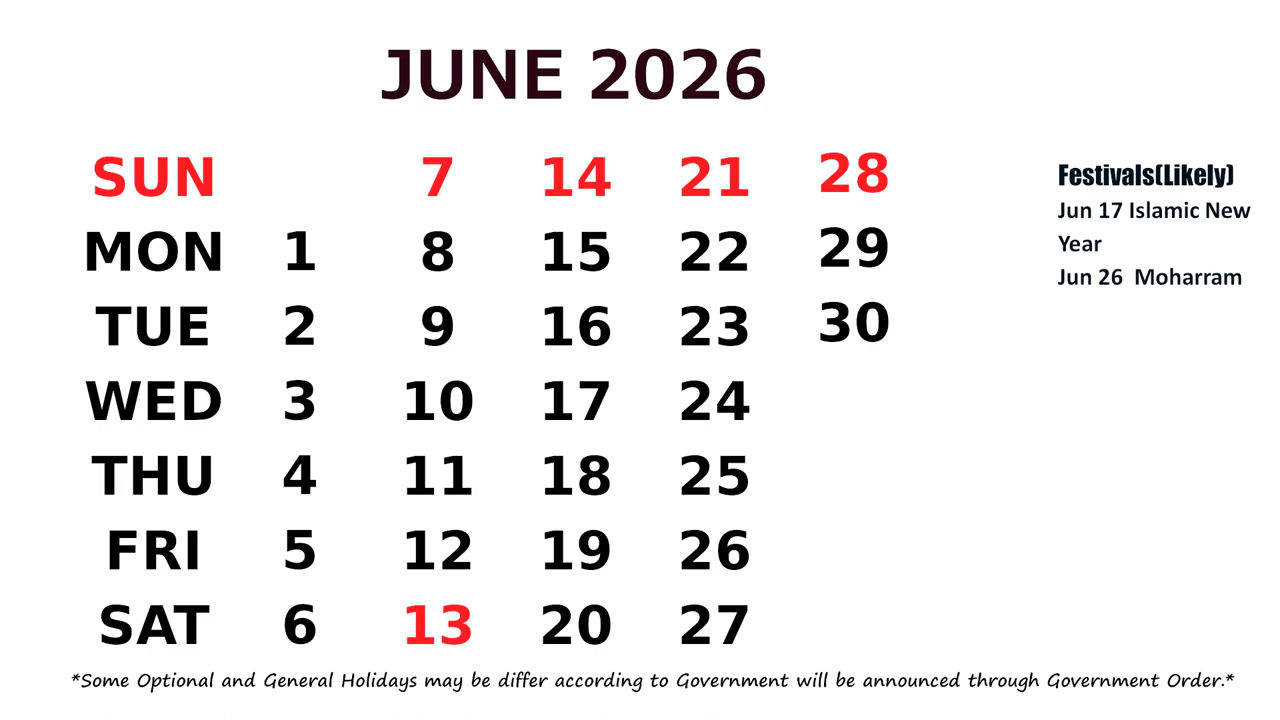 JUNE 2026
SUN 7 14 21 28
MON 1 8 15 22 29
TUE 2 9 16 23 30
WED 3 10 17 24
THU 4 11 18 25
FRI 5 12 19 26
SAT 6 13 20 27
Festivals(Likely)
Jun 17 Islamic New
Year
Jun 26 Moharram
*Some Optional and General Holidays may be differ according to Government will be announced through Government Order.*